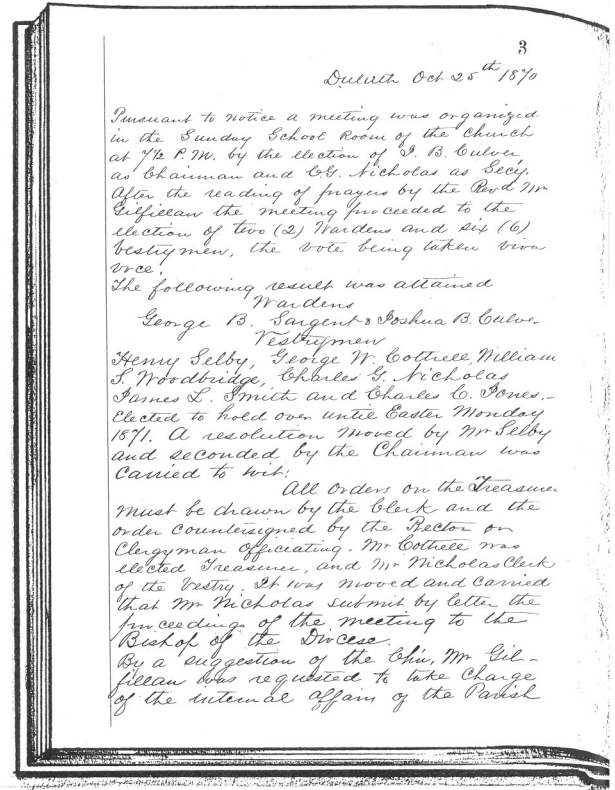 3
Duluth Oct 25th 1870
Pursuant to notice a meeting was organized
in the Sunday School Room of the Church
at 7½ P.M. by the election of J. B. Culver
as Chairman and C.G. Nicholas as Secy.
After the reading of prayers by the Revd Mr
Gilfillan the meeting proceeded to the
election of two (2) Wardens and six (6)
Vestrymen, the vote being taken viva
voce.
The following result was attained
Wardens
George B. Sargent & Joshua B. Culver
Vestrymen
Henry Selby, George W. Cottrell, William
S. Woodbridge, Charles G. Nicholas
James L. Smith and Charles C. Jones.-
Elected to hold over until Easter Monday
1871. A resolution moved by Mr Selby
and seconded by the Chairman was
carried to wit:
All orders on the Treasurer
must be drawn by the Clerk and the
order countersigned by the Rector or
Clergyman Officiating. Mr Cottrell was
elected Treasurer, and Mr Nicholas Clerk
of the Vestry. It was moved and carried
that Mr Nicholas submit by letter the
proceedings of the meeting to the
Bishop of the Diocese.
By a suggestion of the Chn, Mr Gil-
fillan was requested to take charge
of the internal affairs of the Parish